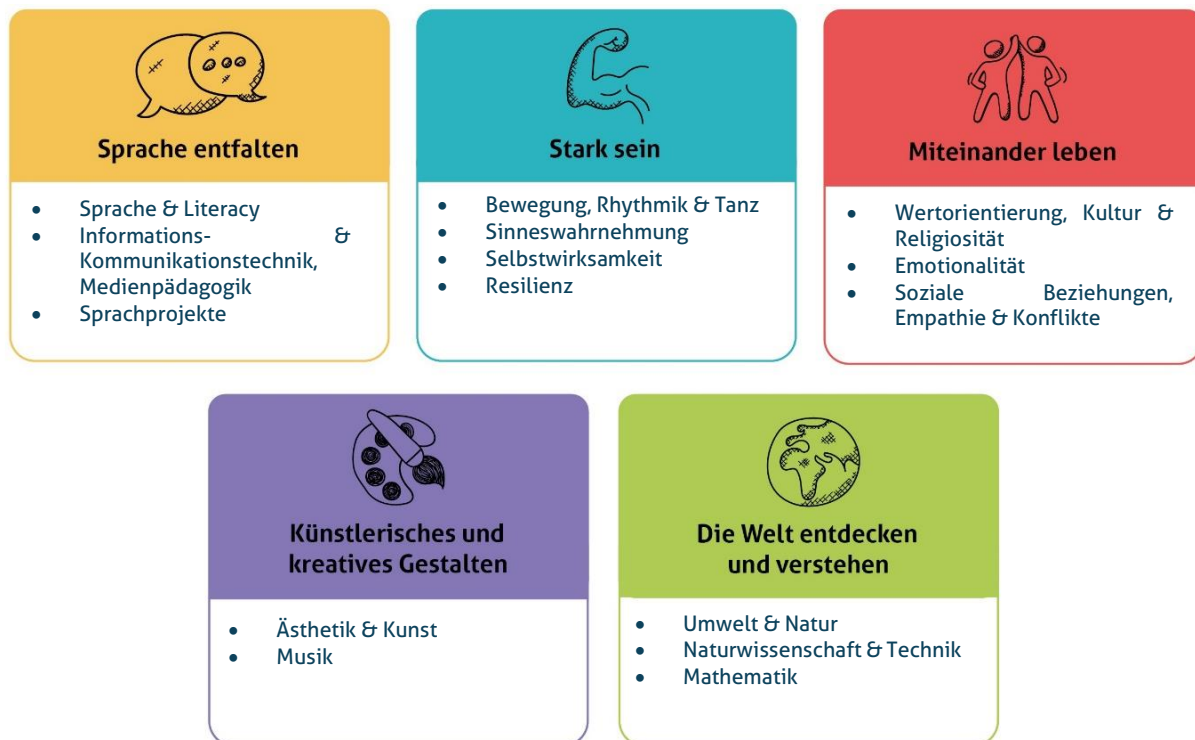 Sprache entfalten
• Sprache & Literacy
• Informations- &
Kommunikationstechnik,
Medienpädagogik
• Sprachprojekte
Stark sein
• Bewegung, Rhythmik & Tanz
• Sinneswahrnehmung
• Selbstwirksamkeit
• Resilienz
Miteinander leben
• Wertorientierung, Kultur &
Religiosität
• Emotionalität
• Soziale Beziehungen,
Empathie & Konflikte
Künstlerisches und
kreatives Gestalten
• Ästhetik & Kunst
• Musik
Die Welt entdecken
und verstehen
• Umwelt & Natur
• Naturwissenschaft & Technik
• Mathematik